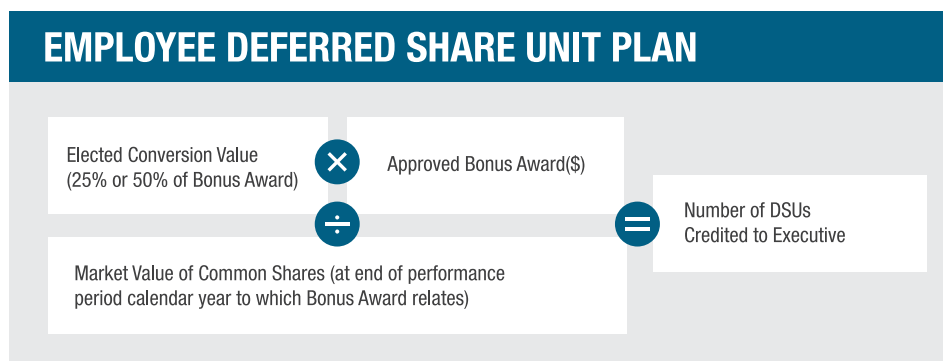 EMPLOYEE DEFERRED SHARE UNIT PLAN
Elected Conversion Value
(25% or 50% of Bonus Award)
×
Approved Bonus Award($)
÷
Market Value of Common Shares (at end of performance
period calendar year to which Bonus Award relates)
=
Number of DSUs
Credited to Executive